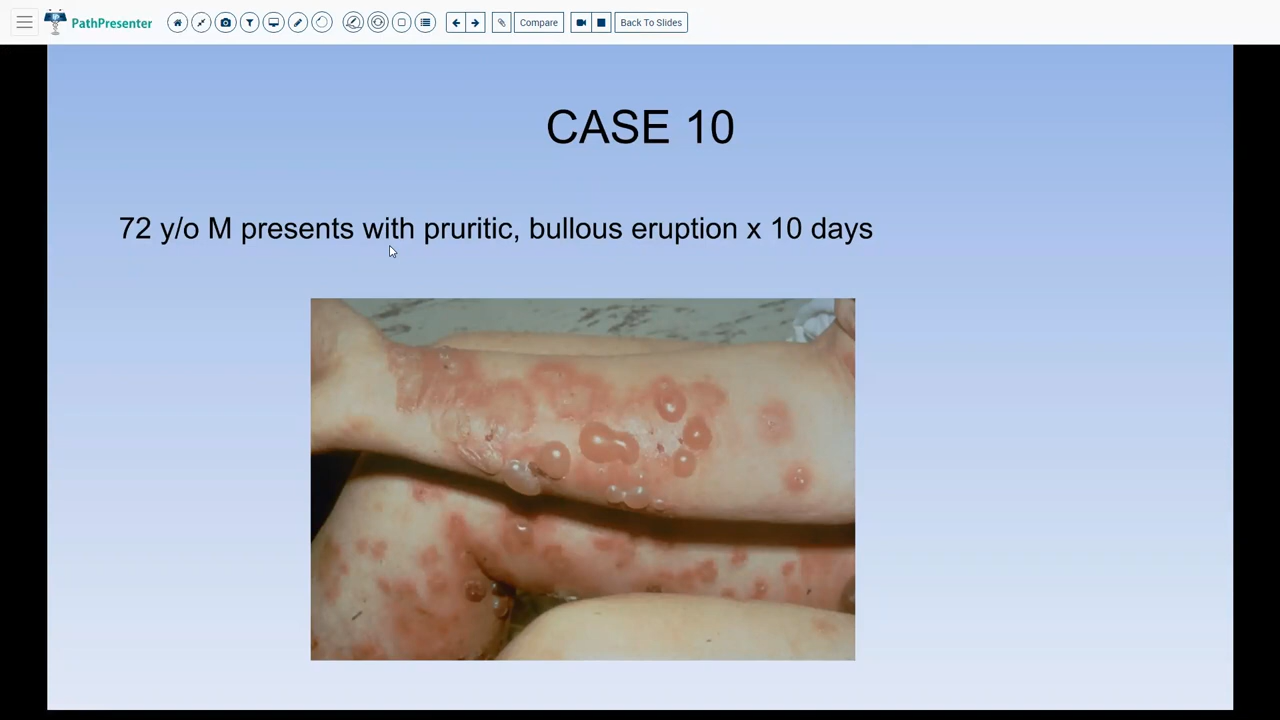 PathPresenter
Compare
Back To Slides
CASE 10
72 y/o M presents with pruritic, bullous eruption x 10 days